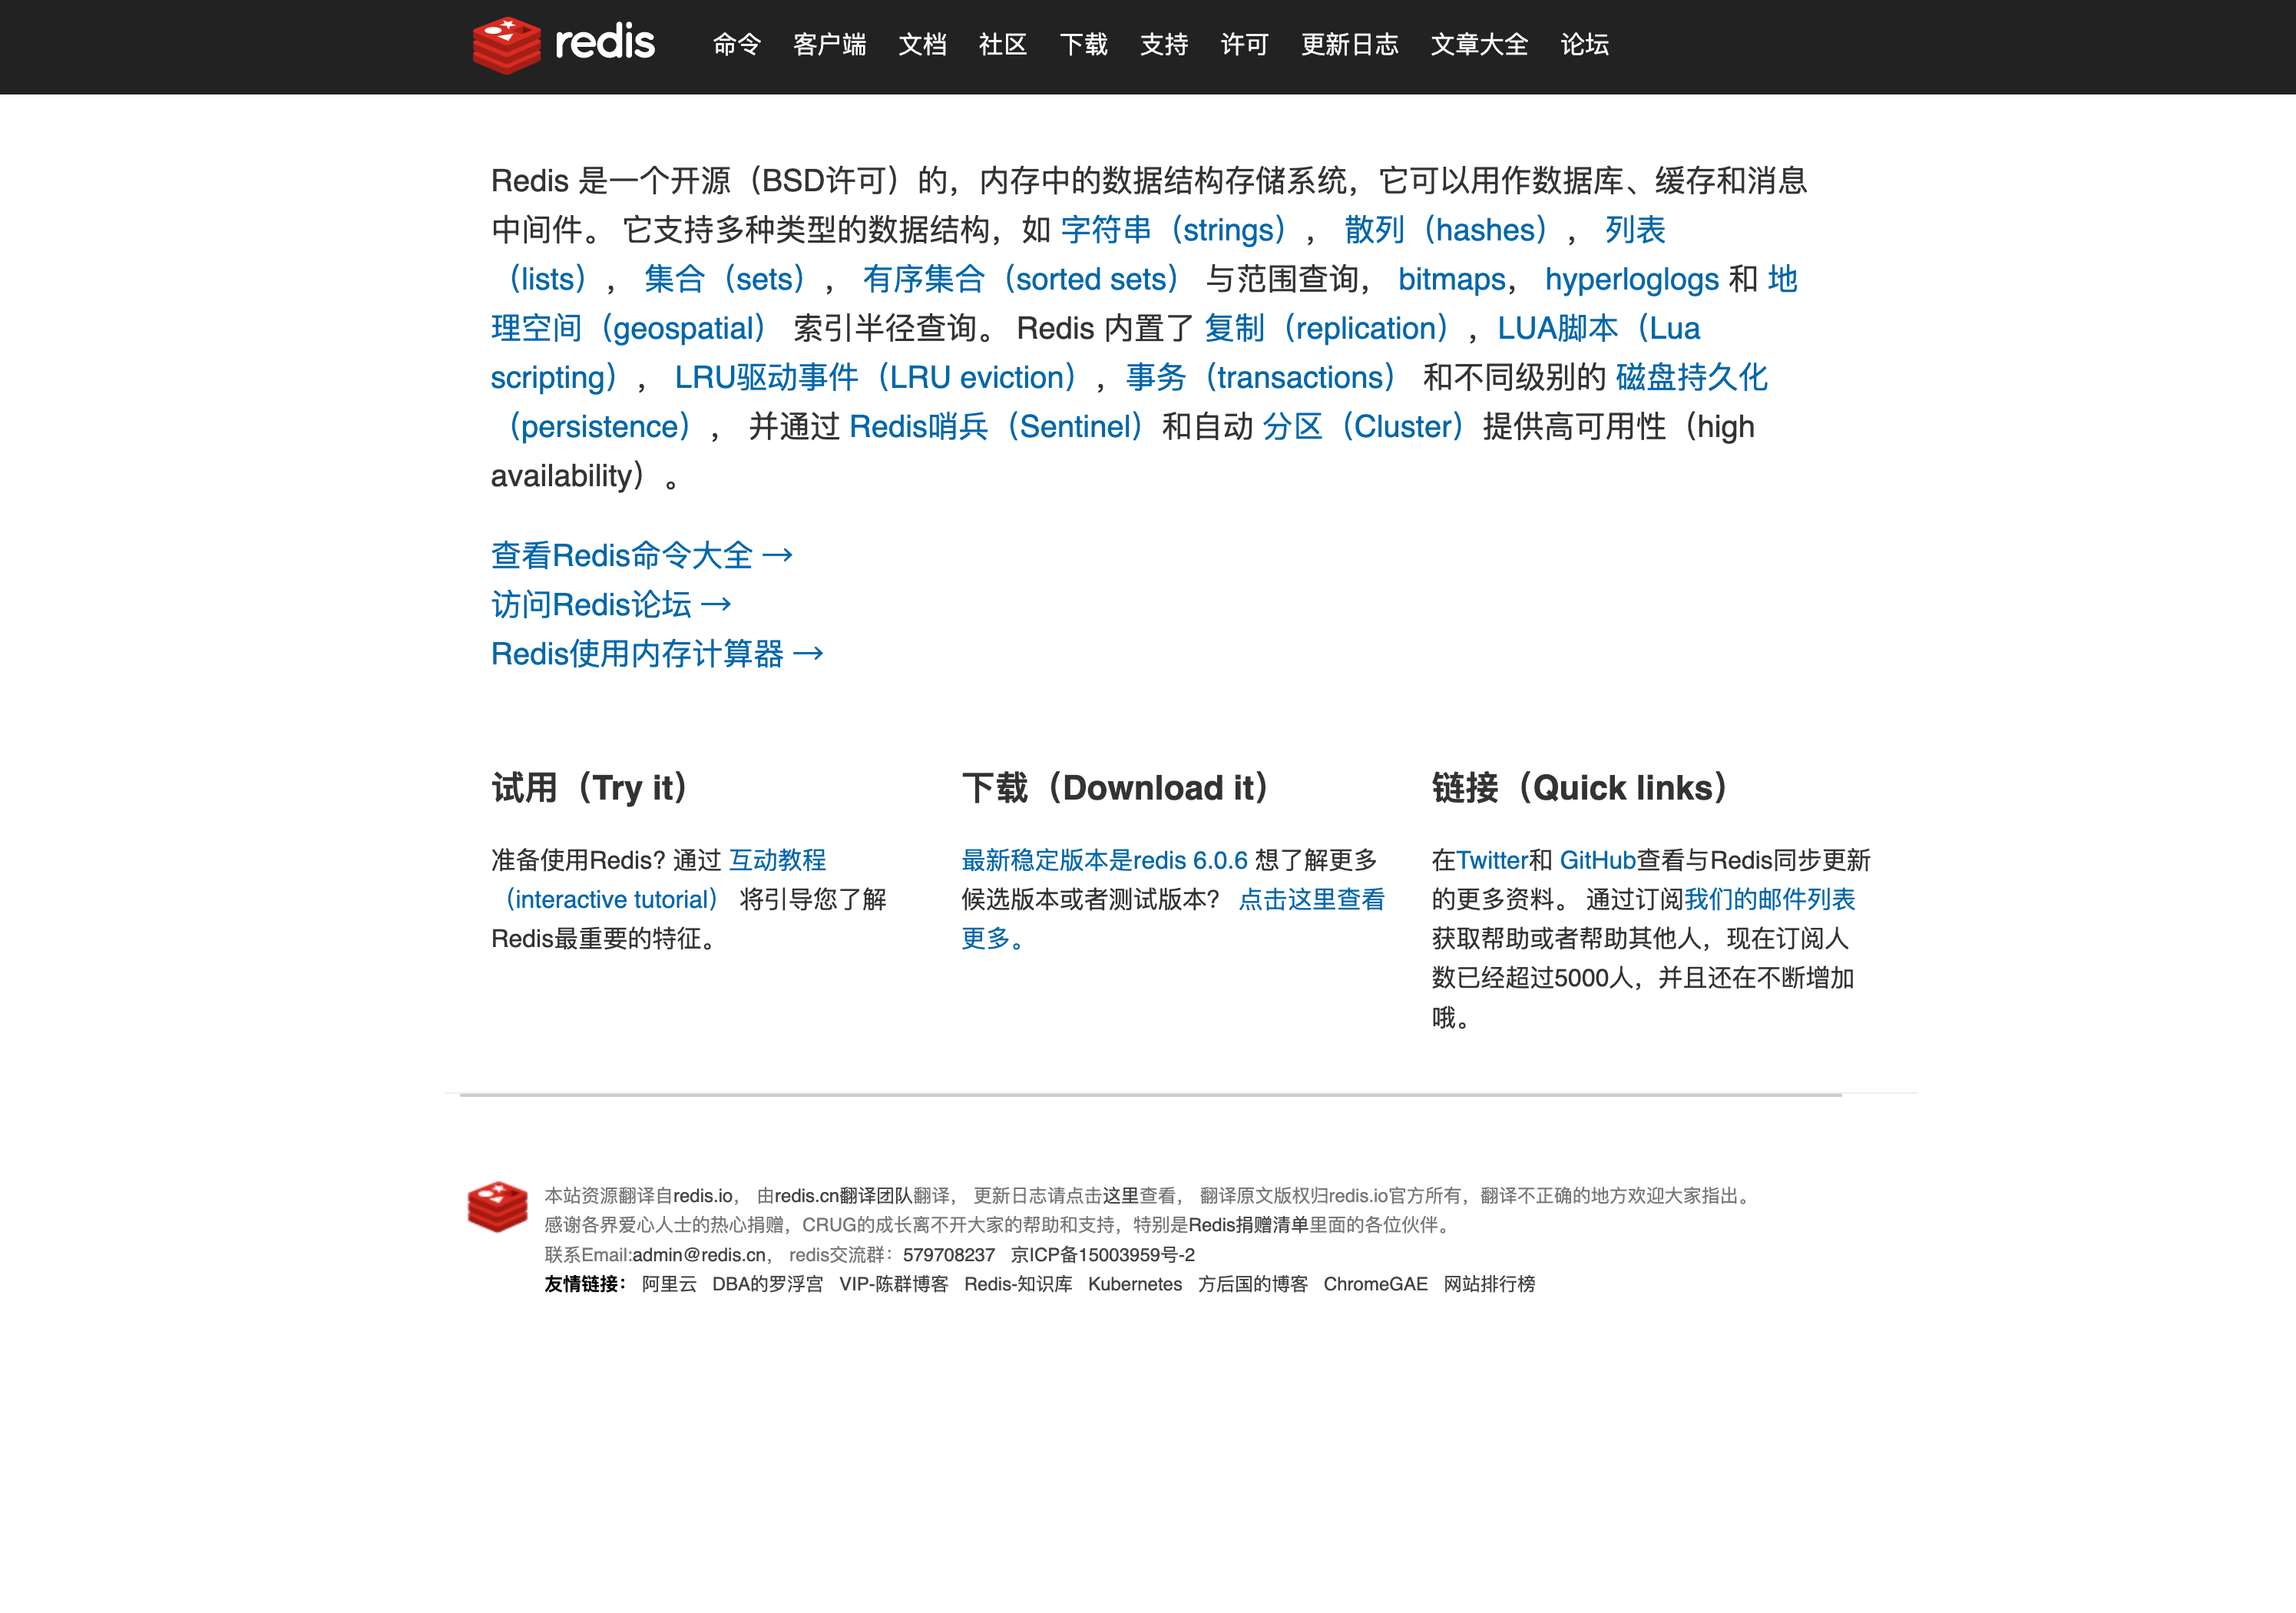 redis 命令 客户端 文档 社区 下载 支持 许可 更新日志 文章大全 论坛
Redis 是一个开源（BSD许可）的，内存中的数据结构存储系统，它可以用作数据库、缓存和消息
中间件。 它支持多种类型的数据结构，如 字符串（strings）， 散列（hashes）， 列表
（lists）， 集合（sets）， 有序集合（sorted sets） 与范围查询， bitmaps， hyperloglogs 和 地
理空间（geospatial） 索引半径查询。 Redis 内置了 复制（replication），LUA脚本（Lua
scripting）， LRU驱动事件（LRU eviction），事务（transactions） 和不同级别的 磁盘持久化
（persistence）， 并通过 Redis哨兵（Sentinel）和自动 分区（Cluster）提供高可用性（high
availability）。
查看Redis命令大全 →
访问Redis论坛 →
Redis使用内存计算器 →
试用（Try it）
准备使用Redis? 通过 互动教程
（interactive tutorial） 将引导您了解
Redis最重要的特征。
下载（Download it）
最新稳定版本是redis 6.0.6 想了解更多
候选版本或者测试版本？ 点击这里查看
更多。
链接（Quick links）
在Twitter和 GitHub查看与Redis同步更新
的更多资料。 通过订阅我们的邮件列表
获取帮助或者帮助其他人，现在订阅人
数已经超过5000人，并且还在不断增加
哦。
本站资源翻译自redis.io， 由redis.cn翻译团队翻译， 更新日志请点击这里查看， 翻译原文版权归redis.io官方所有，翻译不正确的地方欢迎大家指出。
感谢各界爱心人士的热心捐赠，CRUG的成长离不开大家的帮助和支持，特别是Redis捐赠清单里面的各位伙伴。
联系Email:admin@redis.cn， redis交流群：579708237 京ICP备15003959号-2
友情链接： 阿里云 DBA的罗浮宫 VIP-陈群博客 Redis-知识库 Kubernetes 方后国的博客 ChromeGAE 网站排行榜